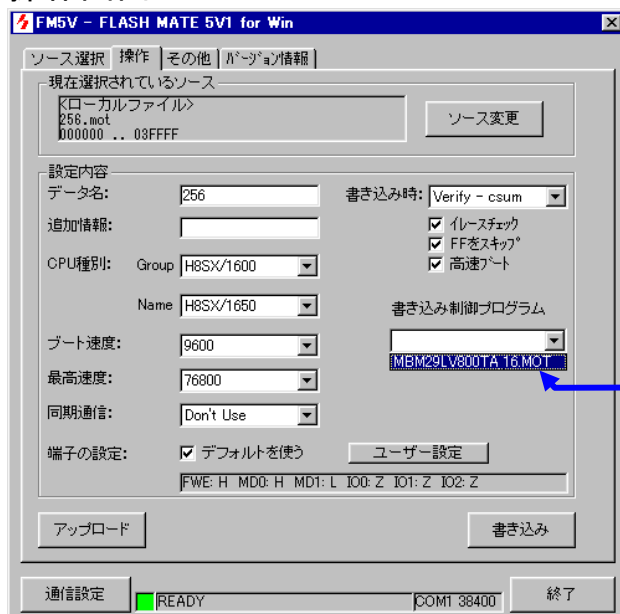 FM5V - FLASH MATE 5V1 for Win
ソース選択 操作 その他 バージョン情報
現在選択されているソース
<ローカルファイル>
256.mot
000000 .. 03FFFF
ソース変更
設定内容
データ名: 256 書き込み時: Verify - csum
追加情報: イレースチェック
FFをスキップ
CPU種別: Group H8SX/1600 高速ブート
Name H8SX/1650 書き込み制御プログラム
ブート速度: 9600
MBM29LV800TA_16.MOT
最高速度: 76800
同期通信: Don't Use
端子の設定: デフォルトを使う ユーザー設定
FWE: H MD0: H MD1: L IO0: Z IO1: Z IO2: Z
アップロード 書き込み
通信設定 READY COM1 38400 終了